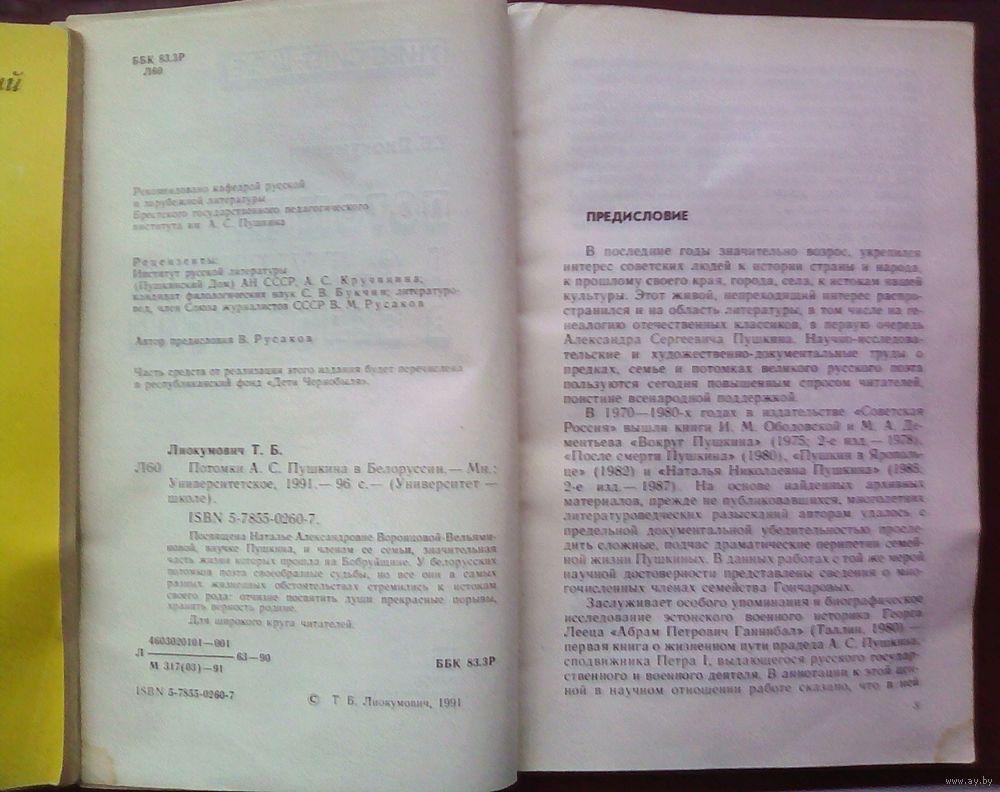 ий
ББК 83.3Р
Л60
Рекомендовано кафедрой русской
и зарубежной литературы
Брестского государственного педагогического
института им. А. С. Пушкина
Рецензенты:
Институт русской литературы
(Пушкинский Дом) АН СССР, А. С. Кручинина;
кандидат филологических наук С. В. Букчин; литературо-
вед, член Союза журналистов СССР В. М. Русаков
Автор предисловия В. Русаков
Часть средств от реализации этого издания будет перечислена
в республиканский фонд «Дети Чернобыля».
Лиокумович Т. Б.
Л60 Потомки А. С. Пушкина в Белоруссии.— Мн.:
Университетское, 1991.— 96 с.— (Университет —
школе).
ISBN 5-7855-0260-7.
Посвящена Наталье Александровне Воронцовой-Вельями-
новой, внучке Пушкина, и членам ее семьи, значительная
часть жизни которых прошла на Бобруйщине. У белорусских
потомков поэта своеобразные судьбы, но все они в самых
разных жизненных обстоятельствах стремились к истокам
своего рода: отчизне посвятить души прекрасные порывы,
хранить верность родине.
Для широкого круга читателей.
4603020101—001
Л 63—90
М 317(03)—91
ББК 83.3Р
ISBN 5-7855-0260-7
© Т. Б. Лиокумович, 1991
ПРЕДИСЛОВИЕ
В последние годы значительно возрос, укрепился
интерес советских людей к истории страны и народа,
к прошлому своего края, города, села, к истокам нашей
культуры. Этот живой, непреходящий интерес распро-
странился и на область литературы, в том числе на ге-
неалогию отечественных классиков, в первую очередь
Александра Сергеевича Пушкина. Научно-исследова-
тельские и художественно-документальные труды о
предках, семье и потомках великого русского поэта
пользуются сегодня повышенным спросом читателей,
поистине всенародной поддержкой.
В 1970—1980-х годах в издательстве «Советская
Россия» вышли книги И. М. Ободовской и М. А. Де-
ментьева «Вокруг Пушкина» (1975; 2-е изд.— 1978),
«После смерти Пушкина» (1980), «Пушкин в Ярополь-
це» (1982) и «Наталья Николаевна Пушкина» (1985;
2-е изд.— 1987). На основе найденных архивных
материалов, прежде не публиковавшихся, многолетних
литературоведческих разысканий авторам удалось с
предельной документальной убедительностью просле-
дить сложные, подчас драматические перипетии семей-
ной жизни Пушкиных. В данных работах с той же мерой
научной достоверности представлены сведения о мно-
гочисленных членах семейства Гончаровых.
Заслуживает особого упоминания и биографическое
исследование эстонского военного историка Георга
Лееца «Абрам Петрович Ганнибал» (Таллин, 1980) —
первая книга о жизненном пути прадеда А. С. Пушкина,
сподвижника Петра I, выдающегося русского государ-
ственного и военного деятеля. В аннотации к этой цен-
ной в научном отношении работе сказано, что в ней
www.ay.by